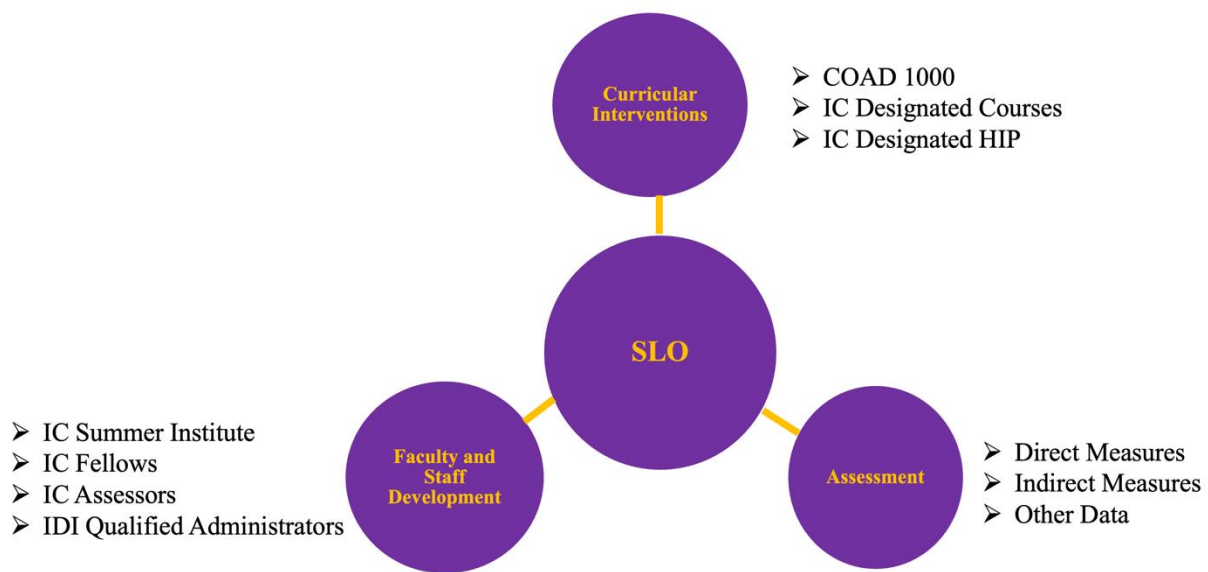 Curricular
Interventions
➢ COAD 1000
➢ IC Designated Courses
➢ IC Designated HIP
SLO
➢ IC Summer Institute
➢ IC Fellows
➢ IC Assessors
➢ IDI Qualified Administrators
Faculty and
Staff
Development
Assessment
➢ Direct Measures
➢ Indirect Measures
➢ Other Data